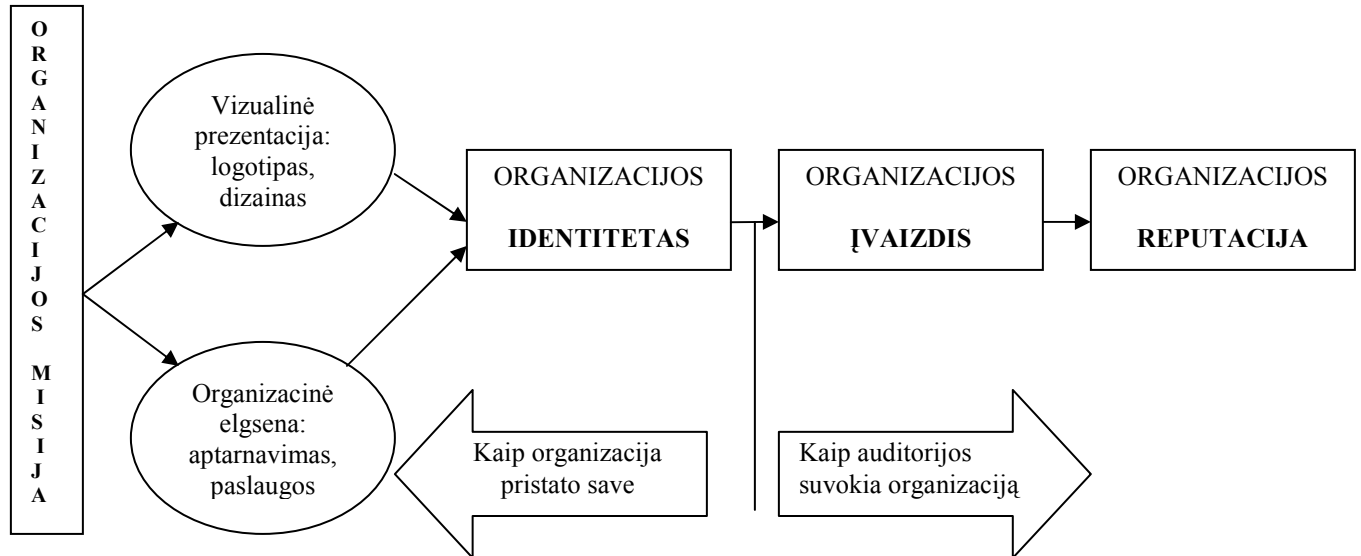 ORGANIZACIJOS MISIJA
Vizualinė
prezentacija:
logotipas,
dizainas
ORGANIZACIJOS
IDENTITETAS
ORGANIZACIJOS
ĮVAIZDIS
ORGANIZACIJOS
REPUTACIJA
Organizacinė
elgsena:
aptarnavimas,
paslaugos
Kaip organizacija
pristato save
Kaip auditorijos
suvokia organizaciją